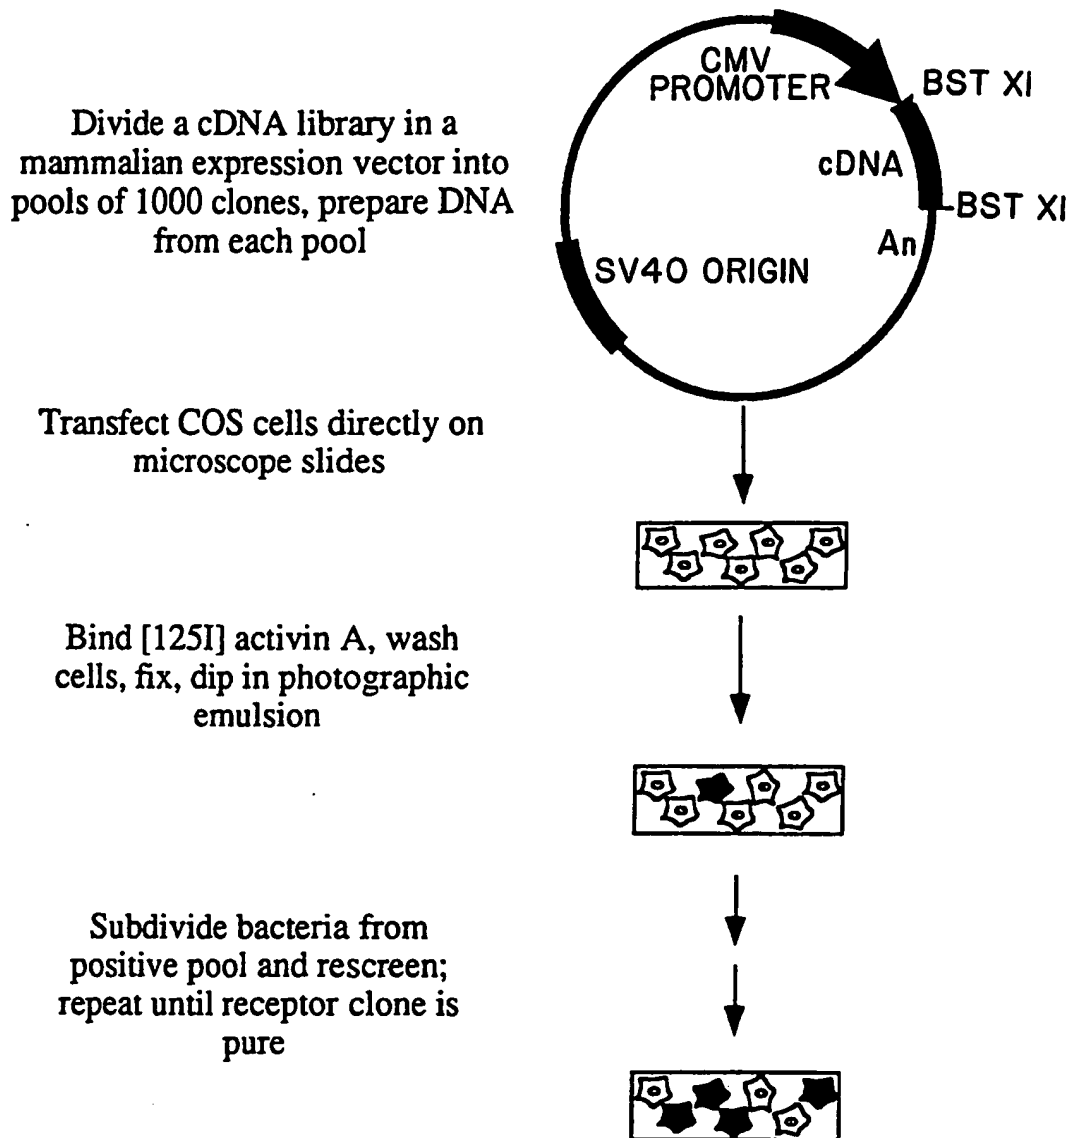 CMV
PROMOTER
BST XI
cDNA
BST XI
An
SV40 ORIGIN
Divide a cDNA library in a
mammalian expression vector into
pools of 1000 clones, prepare DNA
from each pool
Transfect COS cells directly on
microscope slides
Bind [125I] activin A, wash
cells, fix, dip in photographic
emulsion
Subdivide bacteria from
positive pool and rescreen;
repeat until receptor clone is
pure